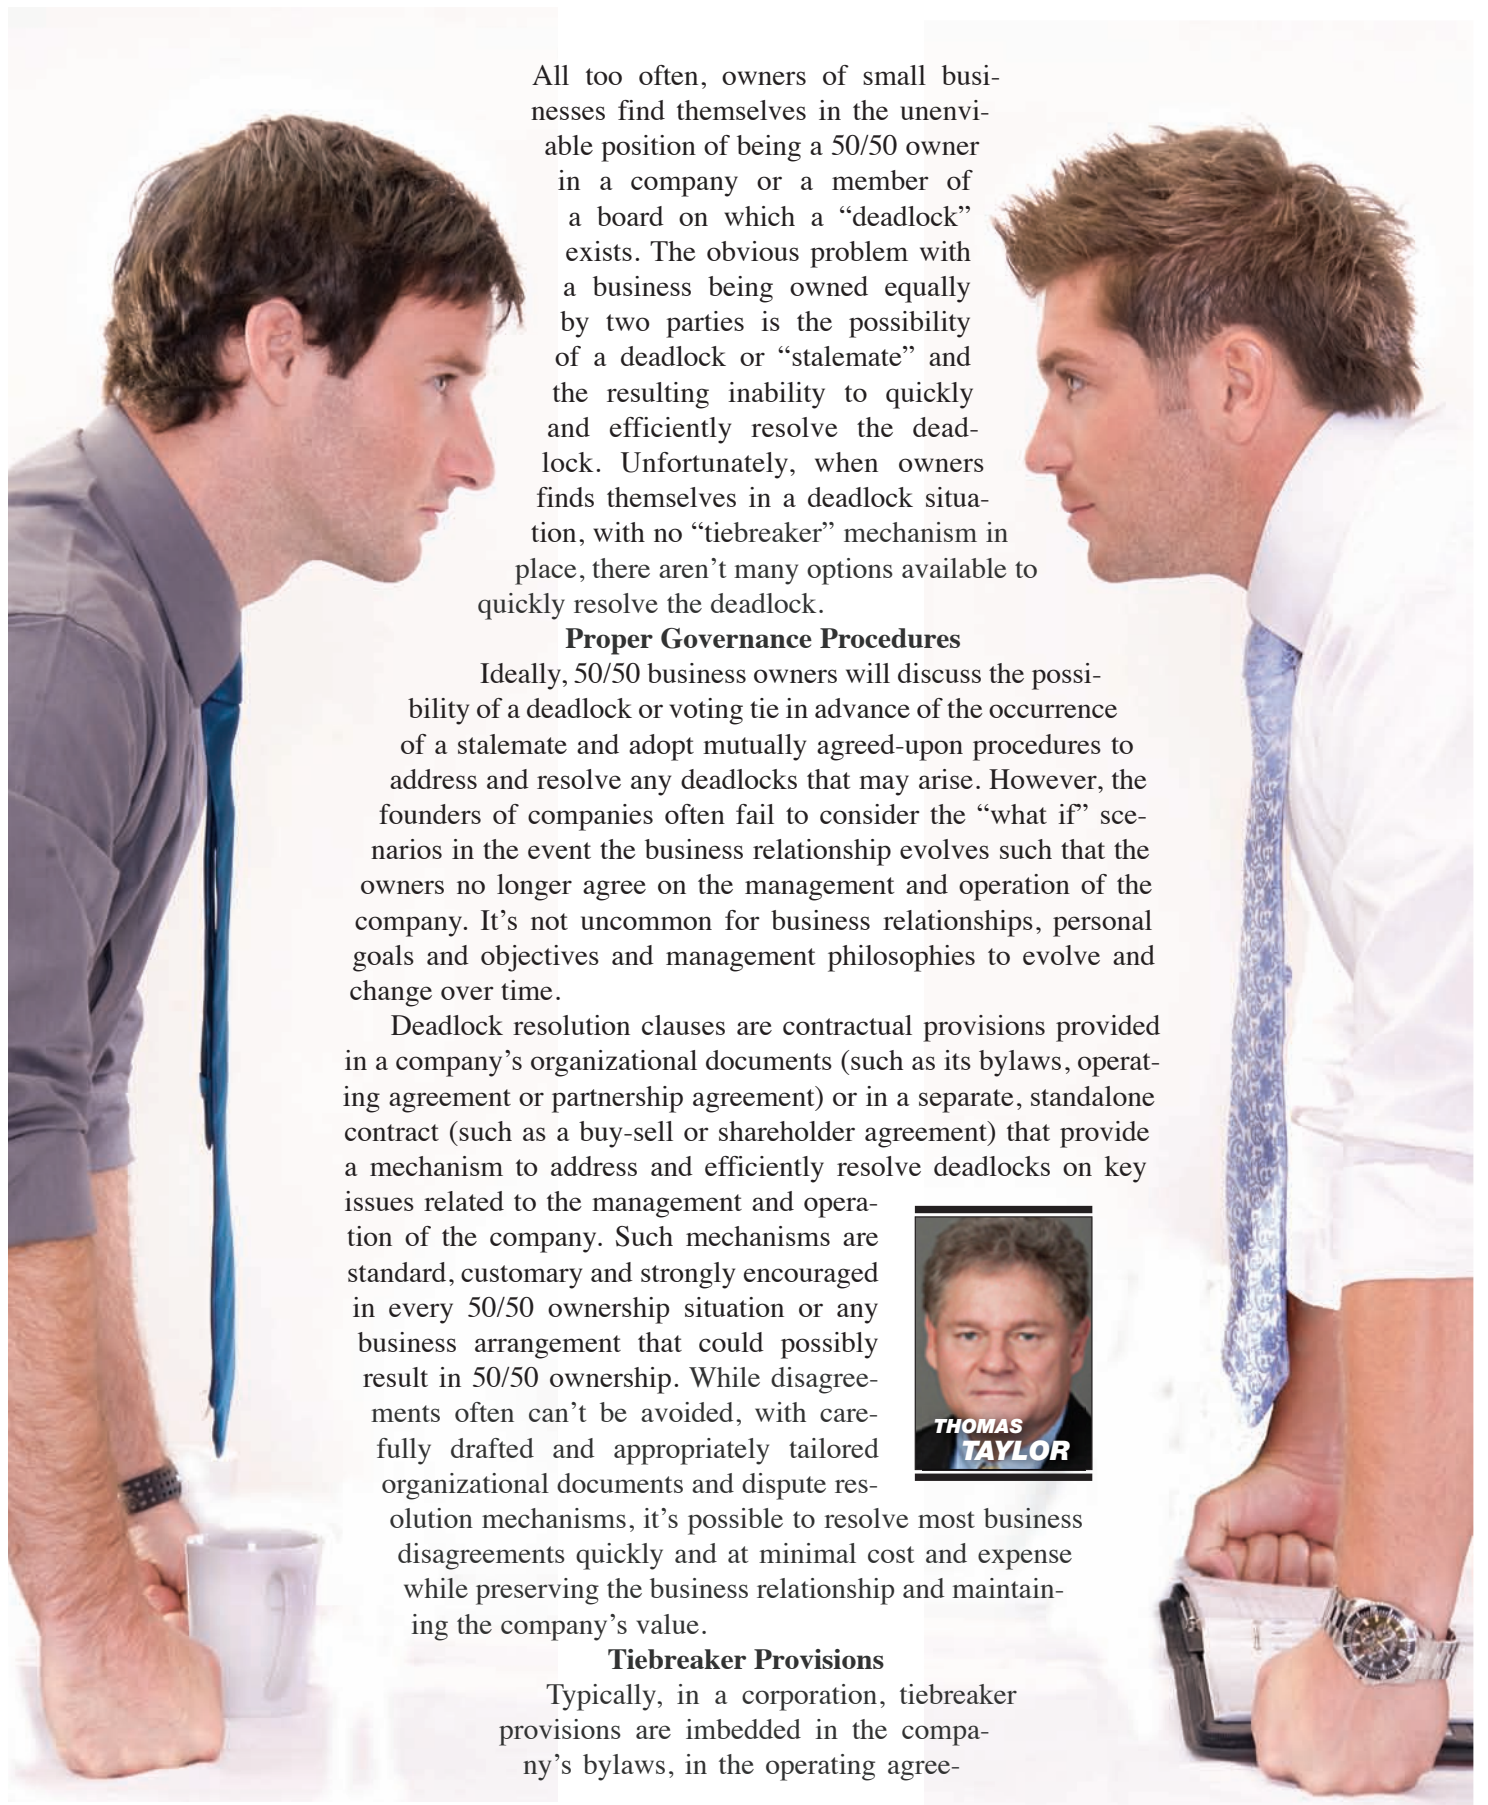 All too often, owners of small busi-
nesses find themselves in the unenvi-
able position of being a 50/50 owner
in a company or a member of
a board on which a “deadlock”
exists. The obvious problem with
a business being owned equally
by two parties is the possibility
of a deadlock or “stalemate” and
the resulting inability to quickly
and efficiently resolve the dead-
lock. Unfortunately, when owners
finds themselves in a deadlock situa-
tion, with no “tiebreaker” mechanism in
place, there aren’t many options available to
quickly resolve the deadlock.
Proper Governance Procedures
Ideally, 50/50 business owners will discuss the possi-
bility of a deadlock or voting tie in advance of the occurrence
of a stalemate and adopt mutually agreed-upon procedures to
address and resolve any deadlocks that may arise. However, the
founders of companies often fail to consider the “what if” sce-
narios in the event the business relationship evolves such that the
owners no longer agree on the management and operation of the
company. It’s not uncommon for business relationships, personal
goals and objectives and management philosophies to evolve and
change over time.
Deadlock resolution clauses are contractual provisions provided
in a company’s organizational documents (such as its bylaws, operat-
ing agreement or partnership agreement) or in a separate, standalone
contract (such as a buy-sell or shareholder agreement) that provide
a mechanism to address and efficiently resolve deadlocks on key
issues related to the management and opera-
tion of the company. Such mechanisms are
standard, customary and strongly encouraged
in every 50/50 ownership situation or any
business arrangement that could possibly
result in 50/50 ownership. While disagree-
ments often can’t be avoided, with care-
fully drafted and appropriately tailored
organizational documents and dispute res-
olution mechanisms, it’s possible to resolve most business
disagreements quickly and at minimal cost and expense
while preserving the business relationship and maintain-
ing the company’s value.
THOMAS
TAYLOR
Tiebreaker Provisions
Typically, in a corporation, tiebreaker
provisions are imbedded in the compa-
ny’s bylaws, in the operating agree-